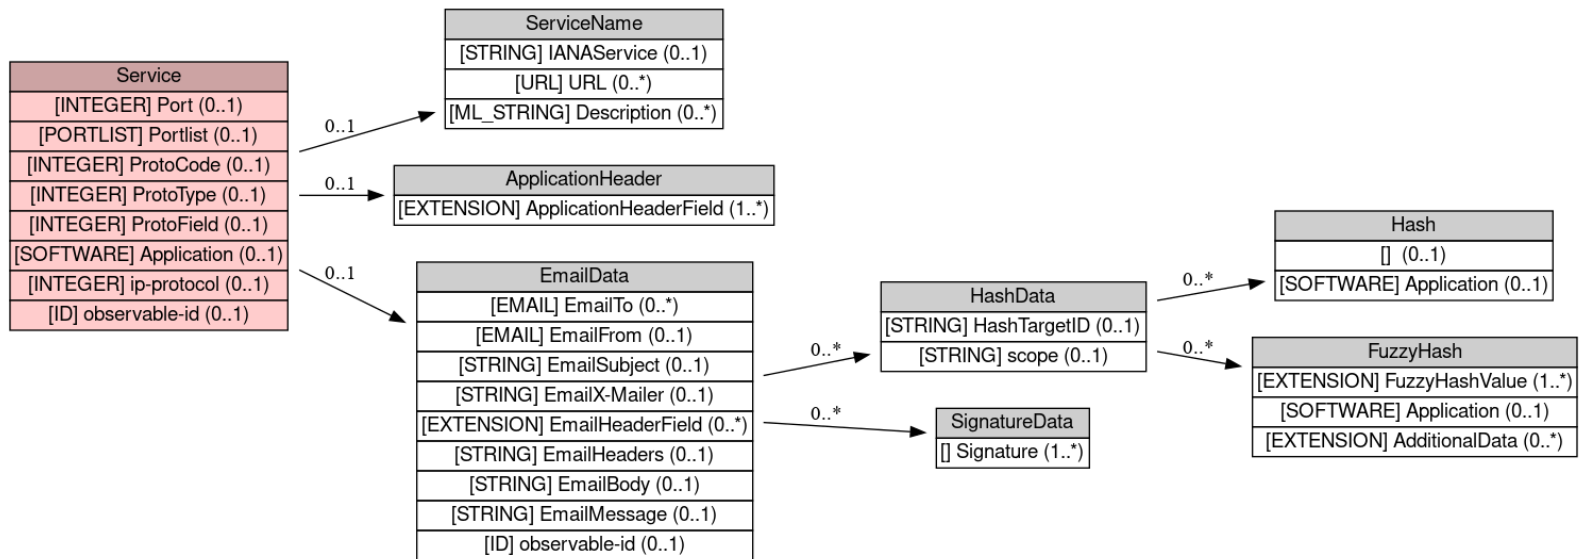 Service
[INTEGER] Port (0..1)
[PORTLIST] Portlist (0..1)
[INTEGER] ProtoCode (0..1)
[INTEGER] ProtoType (0..1)
[INTEGER] ProtoField (0..1)
[SOFTWARE] Application (0..1)
[INTEGER] ip-protocol (0..1)
[ID] observable-id (0..1)
0..1
0..1
0..1
ServiceName
[STRING] IANAService (0..1)
[URL] URL (0..*)
[ML_STRING] Description (0..*)
ApplicationHeader
[EXTENSION] ApplicationHeaderField (1..*)
EmailData
[EMAIL] EmailTo (0..*)
[EMAIL] EmailFrom (0..1)
[STRING] EmailSubject (0..1)
[STRING] EmailX-Mailer (0..1)
[EXTENSION] EmailHeaderField (0..*)
[STRING] EmailHeaders (0..1)
[STRING] EmailBody (0..1)
[STRING] EmailMessage (0..1)
[ID] observable-id (0..1)
0..*
0..*
HashData
[STRING] HashTargetID (0..1)
[STRING] scope (0..1)
SignatureData
[] Signature (1..*)
0..*
0..*
Hash
[]  (0..1)
[SOFTWARE] Application (0..1)
FuzzyHash
[EXTENSION] FuzzyHashValue (1..*)
[SOFTWARE] Application (0..1)
[EXTENSION] AdditionalData (0..*)